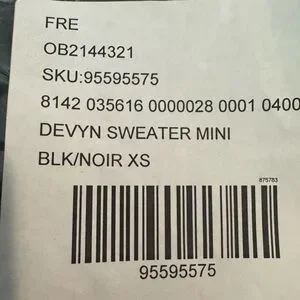 FRE
OB2144321
SKU:95595575
8142 035616 0000028 0001 0400
DEVYN SWEATER MINI
BLK/NOIR XS
875783
95595575